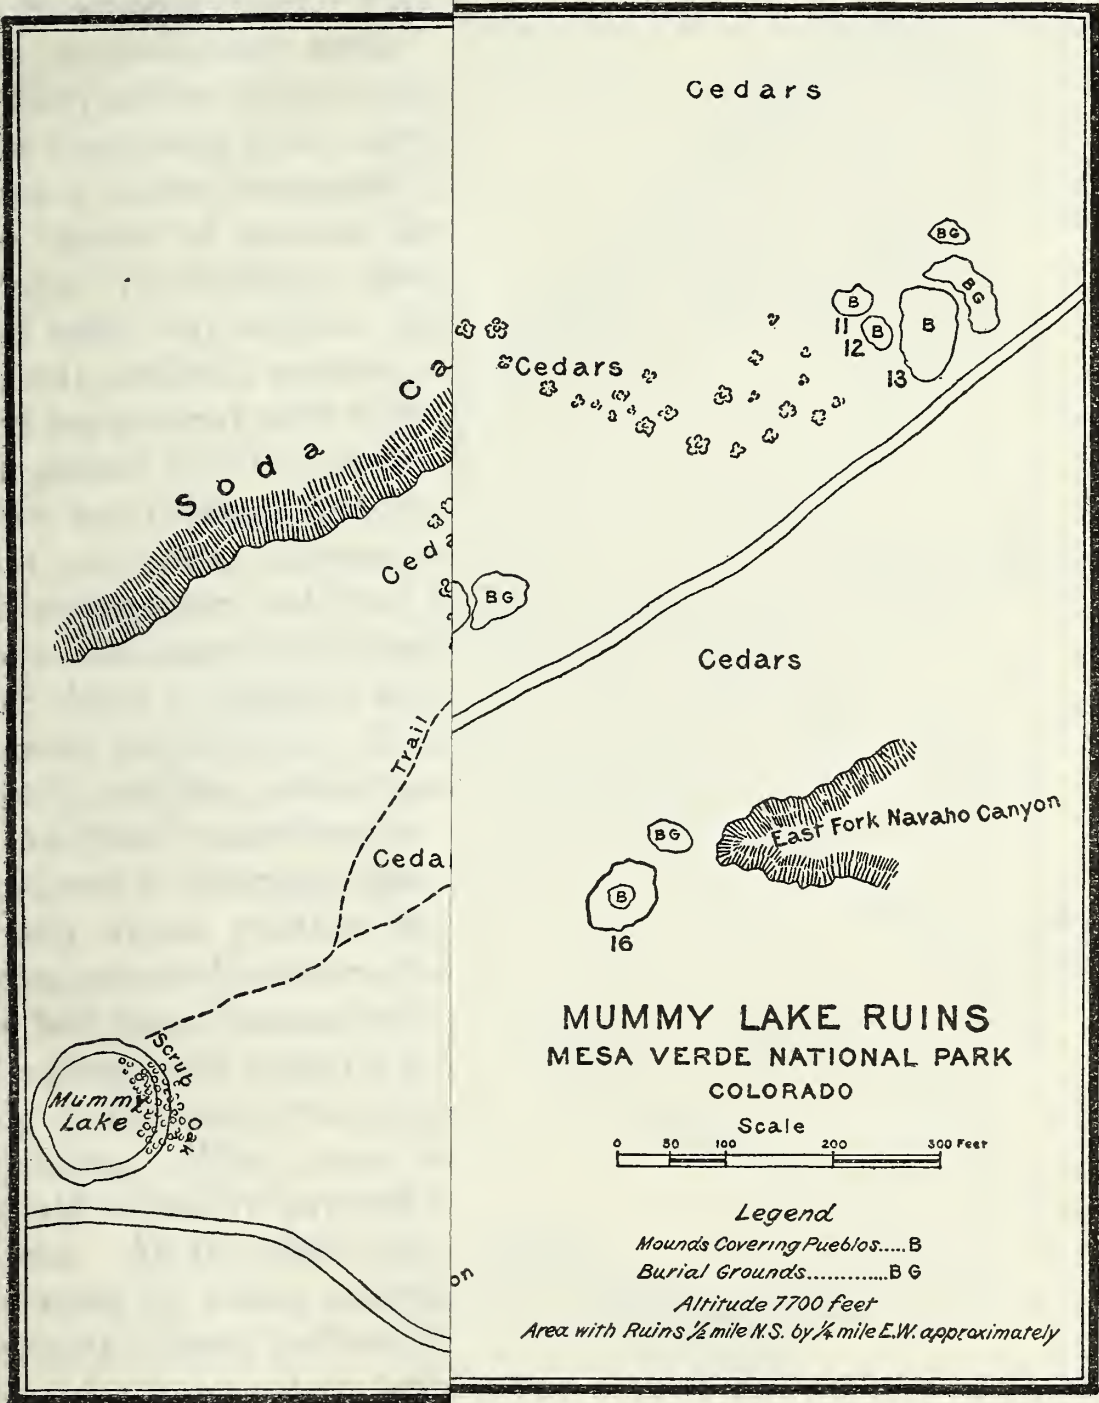 Cedars
BG
BG
B
11
B
12
B
13
Cedars
Soda Ca
Ceda
BG
Cedars
Trail
East Fork Navaho Canyon
BG
Ceda
B
16
MUMMY LAKE RUINS
MESA VERDE NATIONAL PARK
COLORADO
Scrub Oak
Mummy
Lake
Scale
0 50 100 200 300 Feet
Legend
Mounds Covering Pueblos.....B
Burial Grounds.............BG
on
Altitude 7700 feet
Area with Ruins ½ mile N.S. by ¼ mile E.W. approximately